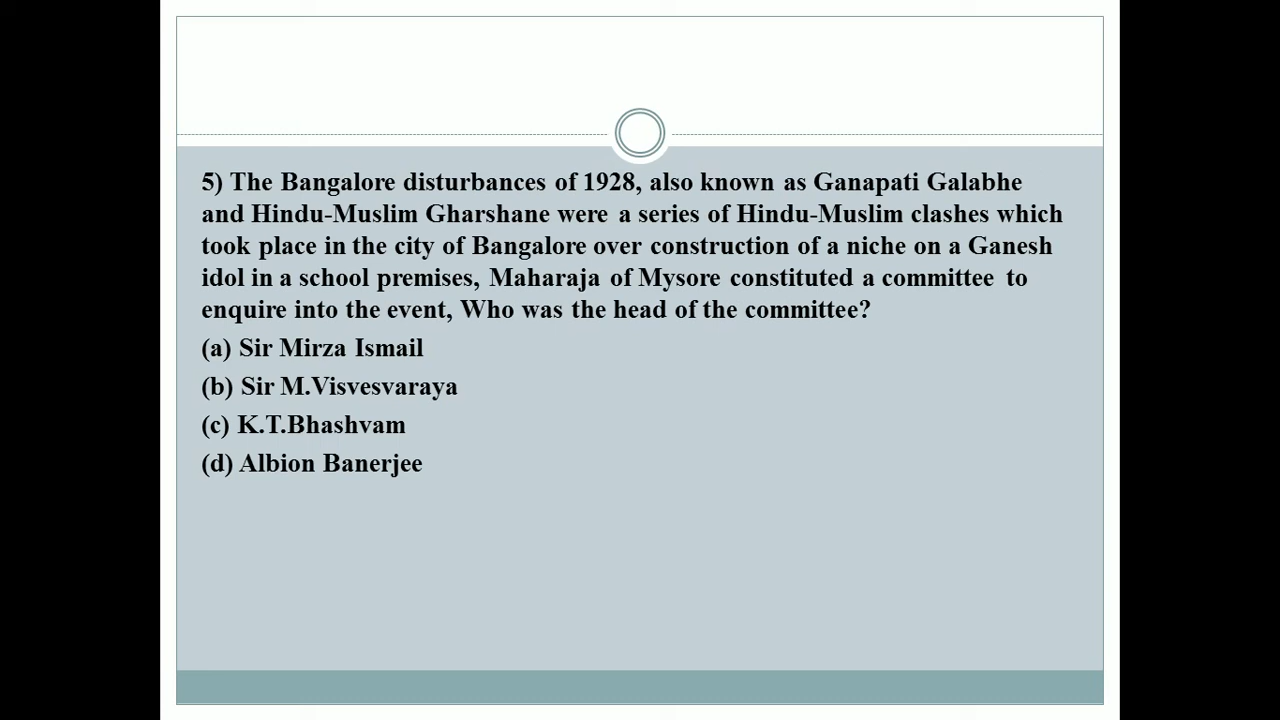 5) The Bangalore disturbances of 1928, also known as Ganapati Galabhe
and Hindu-Muslim Gharshane were a series of Hindu-Muslim clashes which
took place in the city of Bangalore over construction of a niche on a Ganesh
idol in a school premises, Maharaja of Mysore constituted a committee to
enquire into the event, Who was the head of the committee?
(a) Sir Mirza Ismail
(b) Sir M.Visvesvaraya
(c) K.T.Bhashvam
(d) Albion Banerjee